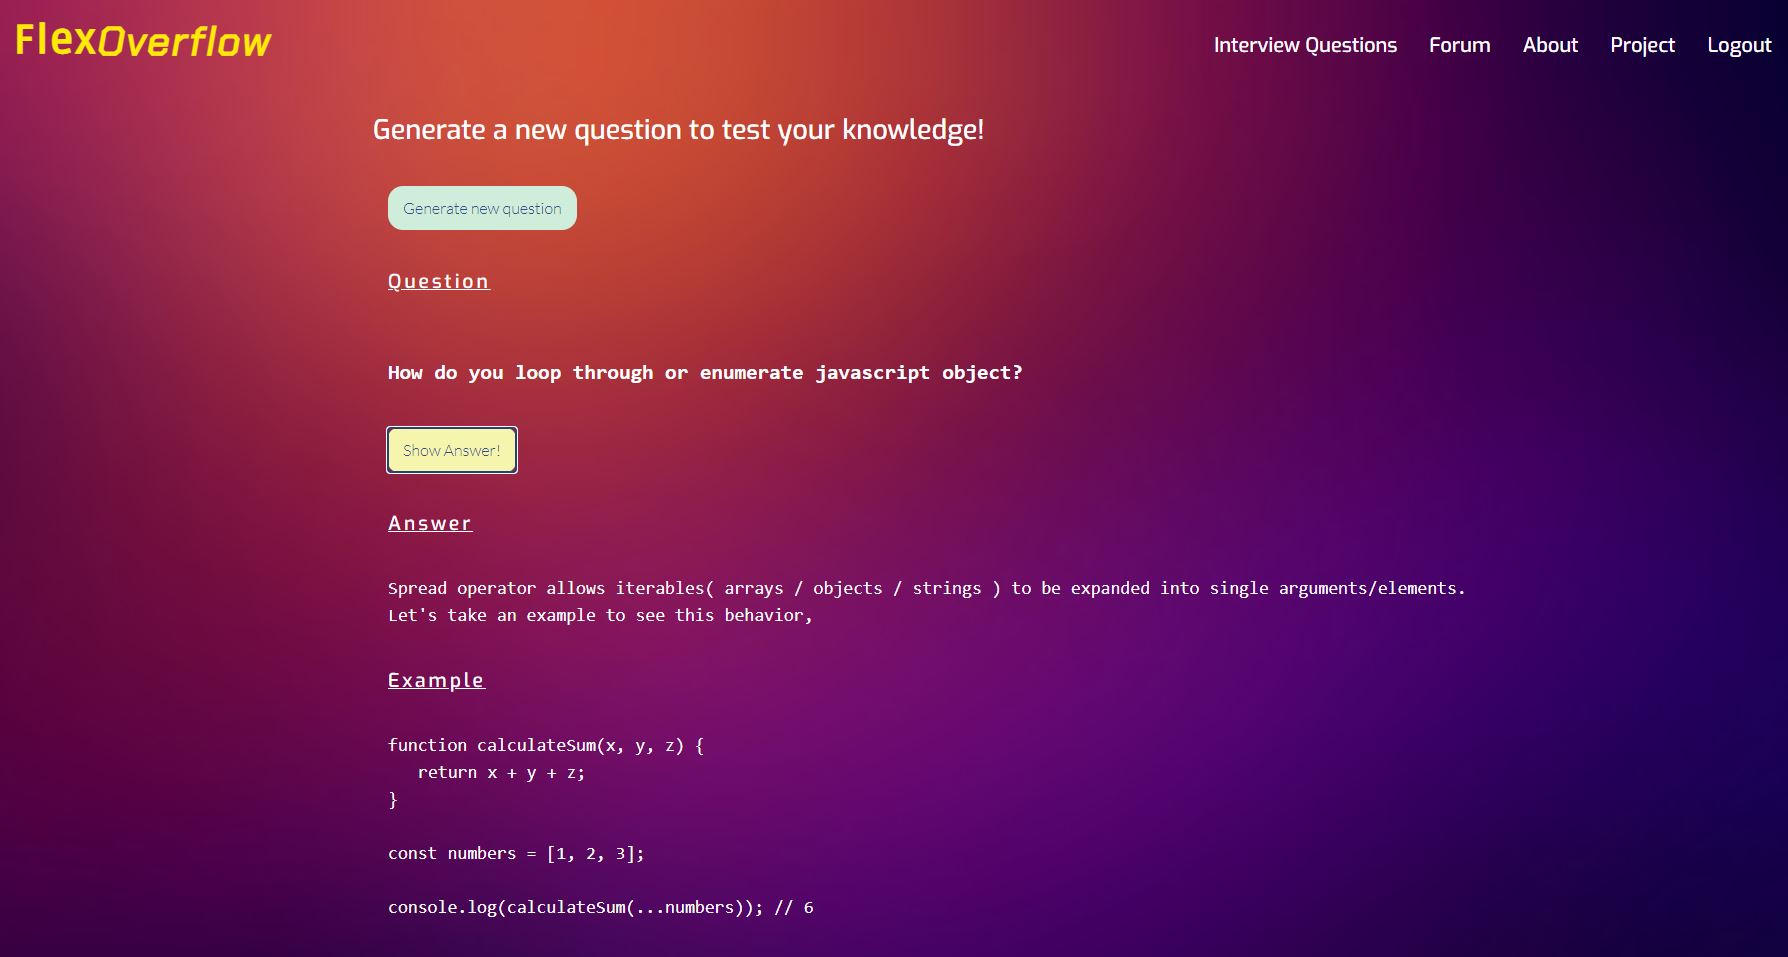 FlexOverflow
Interview Questions Forum About Project Logout
Generate a new question to test your knowledge!
Generate new question
Question
How do you loop through or enumerate javascript object?
Show Answer!
Answer
Spread operator allows iterables( arrays / objects / strings ) to be expanded into single arguments/elements.
Let's take an example to see this behavior,
Example
function calculateSum(x, y, z) {
   return x + y + z;
}
const numbers = [1, 2, 3];
console.log(calculateSum(...numbers)); // 6